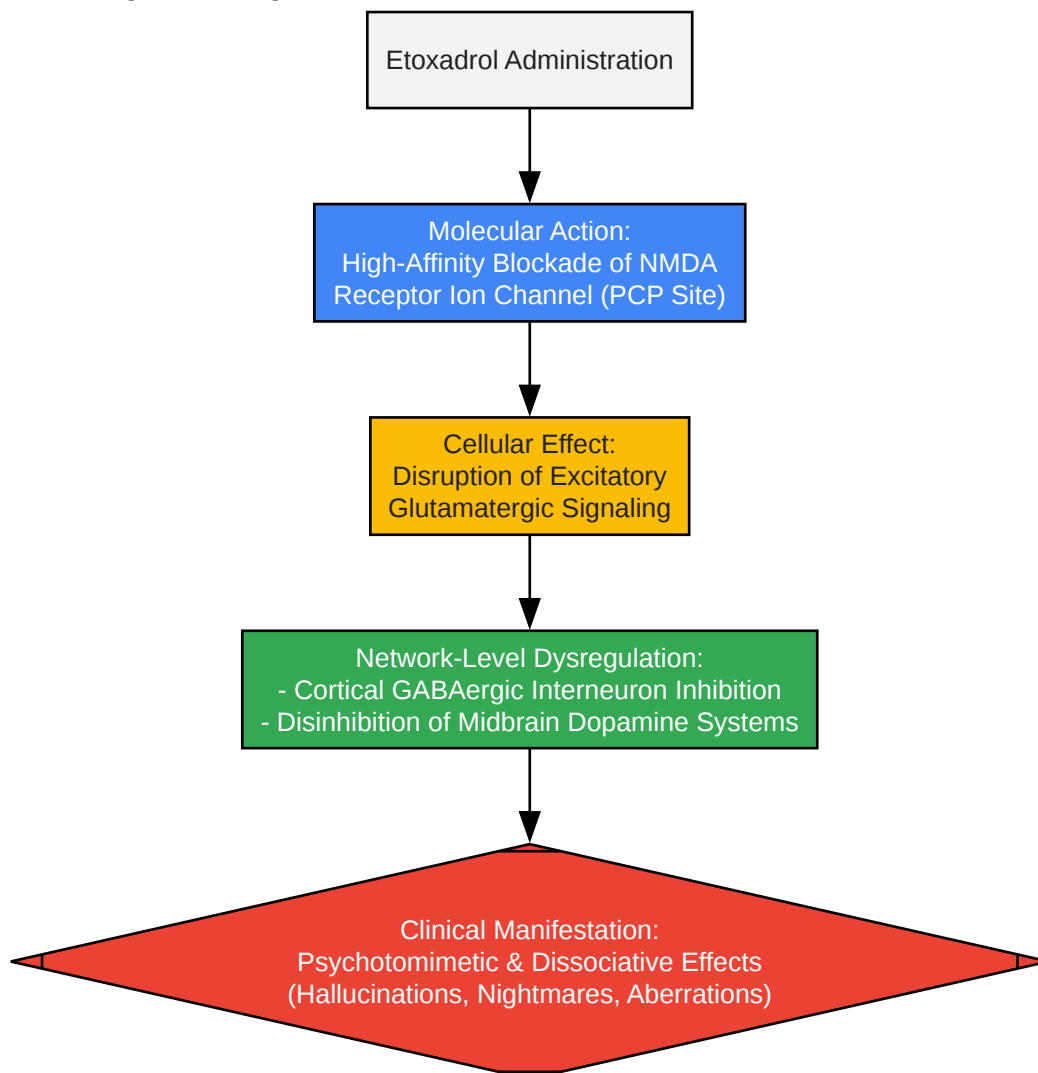 Etoxadrol Administration
Molecular Action:
High-Affinity Blockade of NMDA
Receptor Ion Channel (PCP Site)
Cellular Effect:
Disruption of Excitatory
Glutamatergic Signaling
Network-Level Dysregulation:
- Cortical GABAergic Interneuron Inhibition
- Disinhibition of Midbrain Dopamine Systems
Clinical Manifestation:
Psychotomimetic & Dissociative Effects
(Hallucinations, Nightmares, Aberrations)